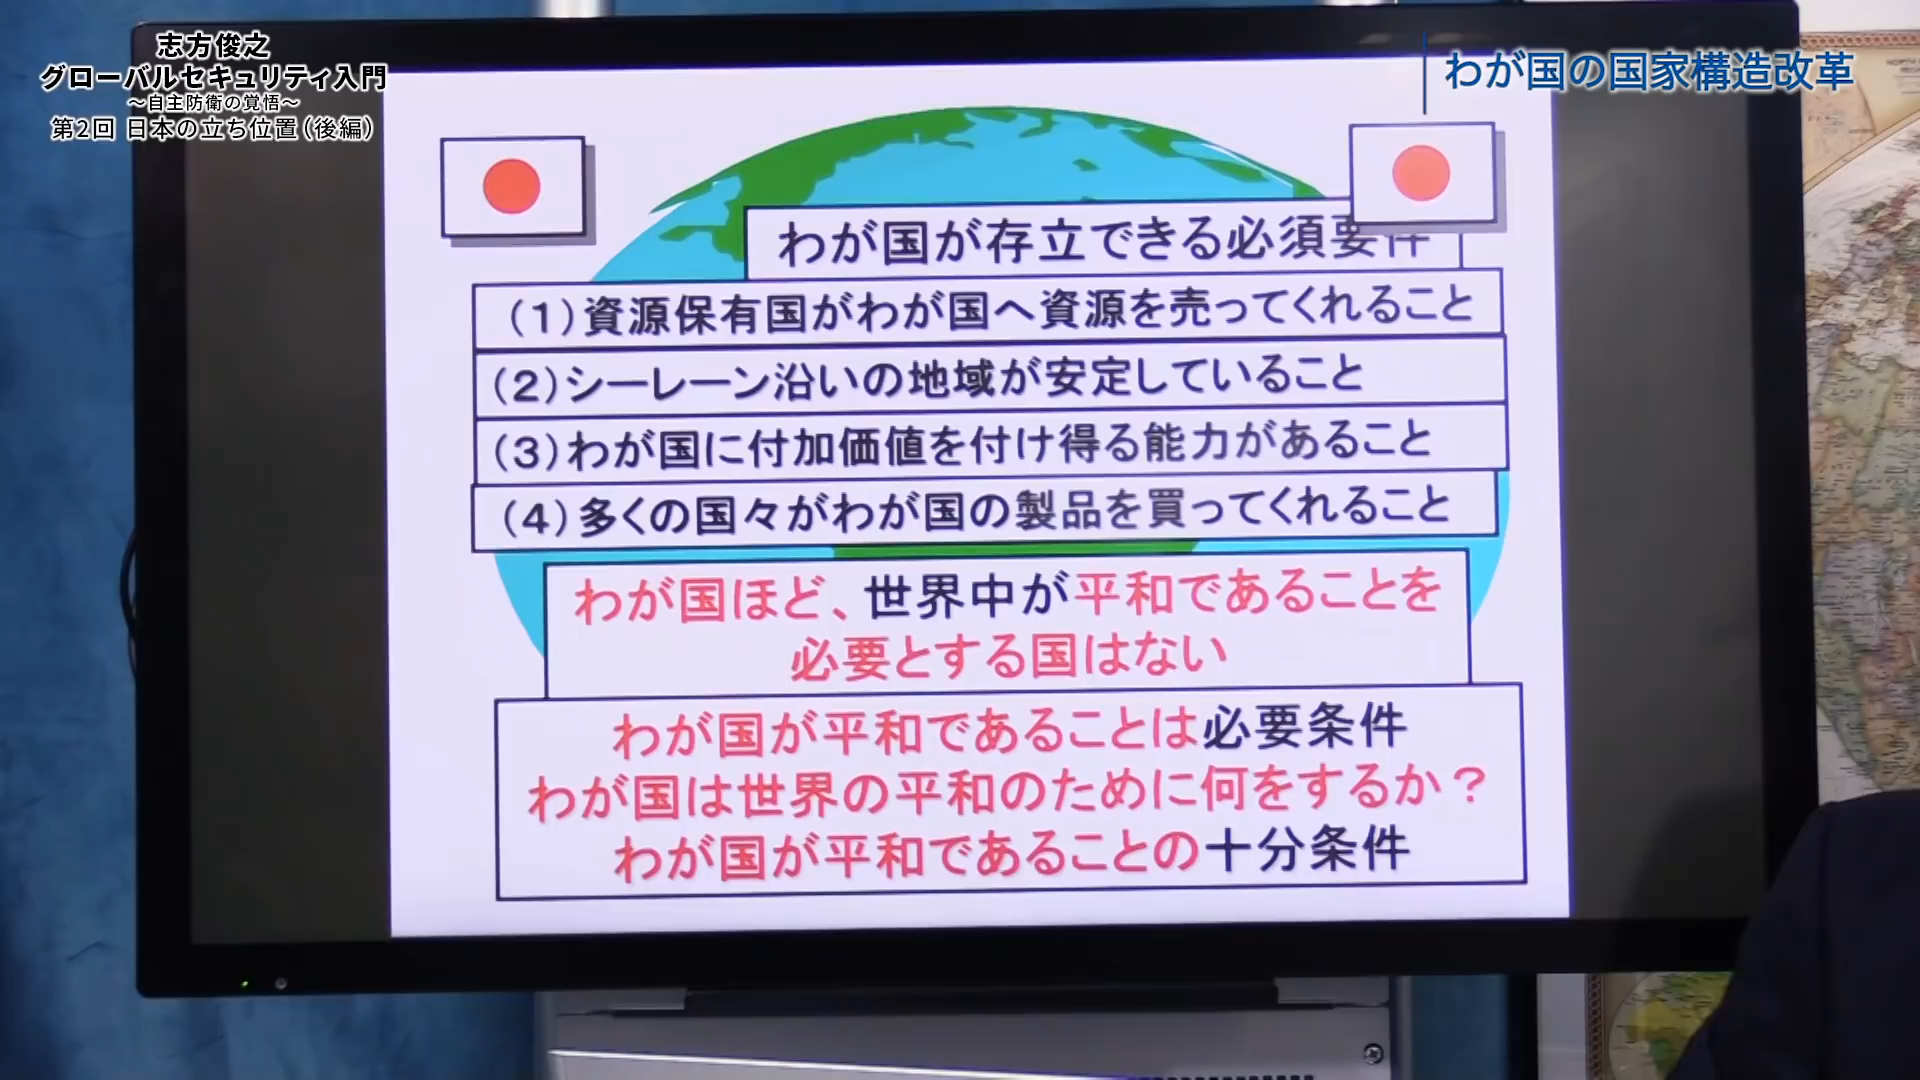 志方俊之
グローバルセキュリティ入門
～自主防衛の覚悟～
第2回 日本の立ち位置（後編）
わが国の国家構造改革
わが国が存立できる必須要件
（１）資源保有国がわが国へ資源を売ってくれること
（２）シーレーン沿いの地域が安定していること
（３）わが国に付加価値を付け得る能力があること
（４）多くの国々がわが国の製品を買ってくれること
わが国ほど、世界中が平和であることを
必要とする国はない
わが国が平和であることは必要条件
わが国は世界の平和のために何をするか？
わが国が平和であることの十分条件